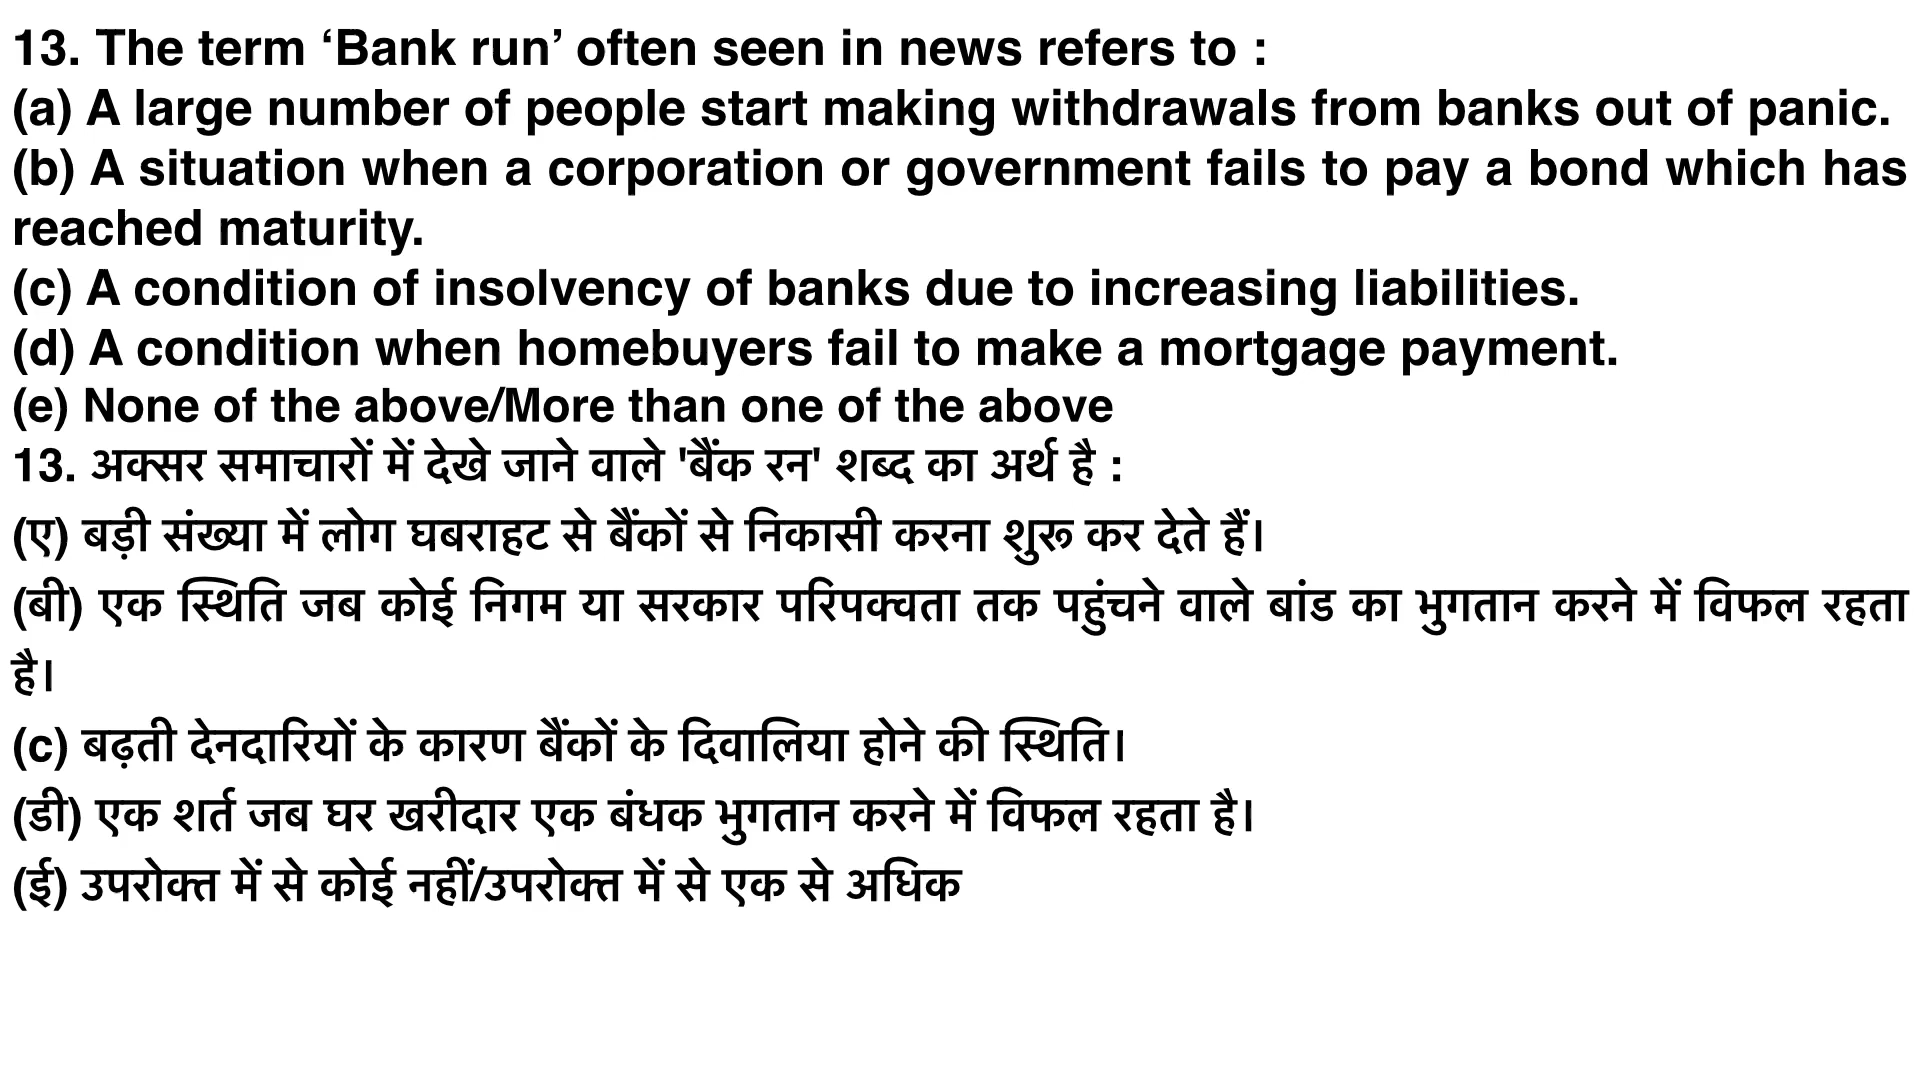 13. The term ‘Bank run’ often seen in news refers to :
(a) A large number of people start making withdrawals from banks out of panic.
(b) A situation when a corporation or government fails to pay a bond which has
reached maturity.
(c) A condition of insolvency of banks due to increasing liabilities.
(d) A condition when homebuyers fail to make a mortgage payment.
(e) None of the above/More than one of the above
13. अक्सर समाचारों में देखे जाने वाले 'बैंक रन' शब्द का अर्थ है :
(ए) बड़ी संख्या में लोग घबराहट से बैंकों से निकासी करना शुरू कर देते हैं।
(बी) एक स्थिति जब कोई निगम या सरकार परिपक्वता तक पहुंचने वाले बांड का भुगतान करने में विफल रहता
है।
(c) बढ़ती देनदारियों के कारण बैंकों के दिवालिया होने की स्थिति।
(डी) एक शर्त जब घर खरीदार एक बंधक भुगतान करने में विफल रहता है।
(ई) उपरोक्त में से कोई नहीं/उपरोक्त में से एक से अधिक